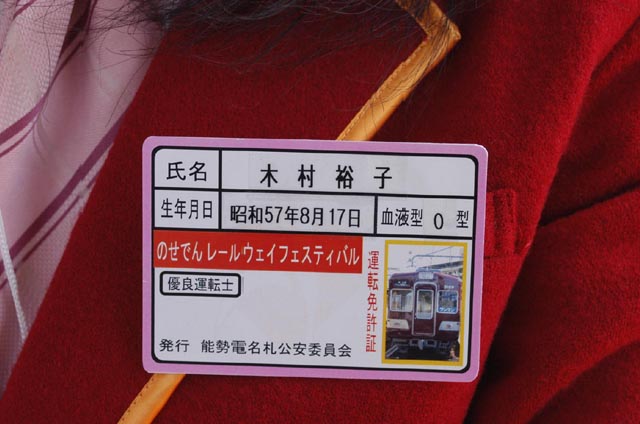 氏名 木村裕子
生年月日 昭和57年8月17日 血液型 O 型
のせでんレールウェイフェスティバル
優良運転士
運転免許証
発行 能勢電名札公安委員会